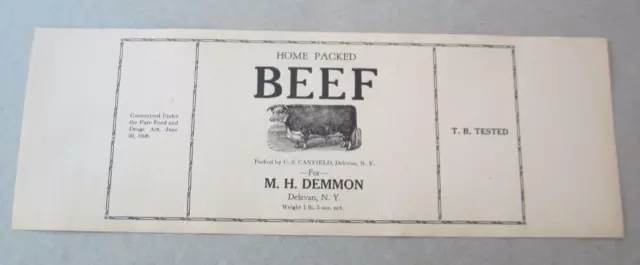 Guaranteed Under
the Pure Food and
Drugs Act, June
30, 1906
HOME PACKED
BEEF
Packed by C. S. CANFIELD, Delevan, N. Y.
—For—
M. H. DEMMON
Delevan, N. Y.
Weight 1 lb. 3 ozs. net.
T. B. TESTED